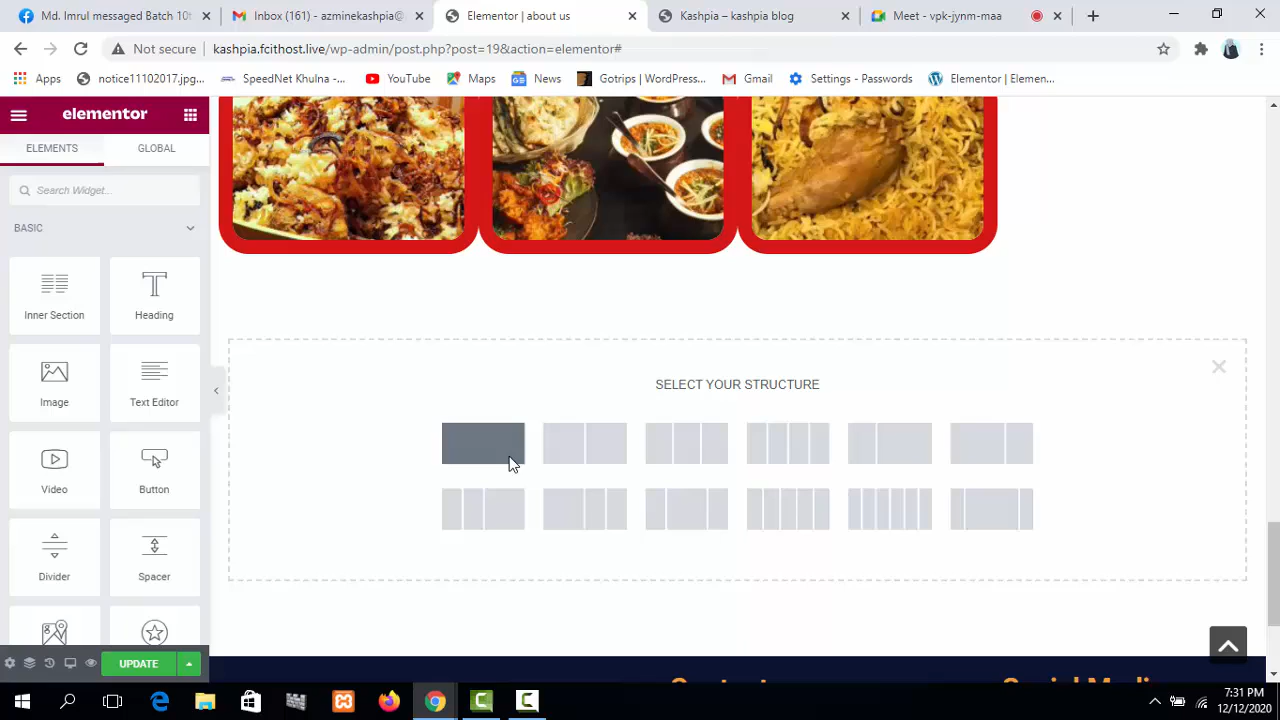 Md. Imrul messaged Batch 10
Inbox (161) - azminekashpia@
Elementor | about us
Kashpia – kashpia blog
Meet - vpk-jynm-maa
Not secure
kashpia.fcithost.live/wp-admin/post.php?post=19&action=elementor#
Apps
notice11102017.jpg...
SpeedNet Khulna -...
YouTube
Maps
News
Gotrips | WordPress...
Gmail
Settings - Passwords
Elementor | Elemen...
elementor
ELEMENTS
GLOBAL
Search Widget...
BASIC
Inner Section
Heading
Image
Text Editor
Video
Button
Divider
Spacer
UPDATE
SELECT YOUR STRUCTURE
7:31 PM
12/12/2020